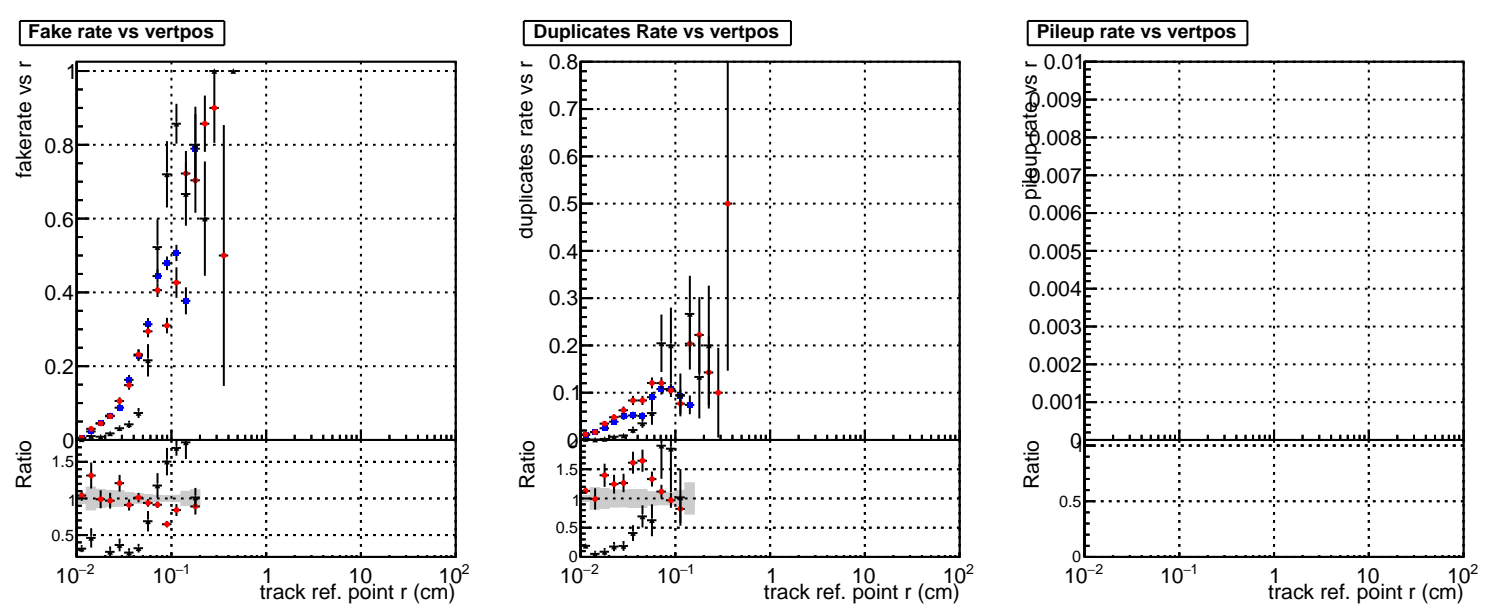 Fake rate vs vertpos
fakerate vs r
1
0.8
0.6
0.4
0.2
0
Ratio
1.5
1
0.5
10⁻² 10⁻¹ 1 10 10²
track ref. point r (cm)
Duplicates Rate vs vertpos
duplicates rate vs r
0.8
0.7
0.6
0.5
0.4
0.3
0.2
0.1
0
Ratio
1.5
1
0.5
0
10⁻² 10⁻¹ 1 10 10²
track ref. point r (cm)
Pileup rate vs vertpos
pileup rate vs r
0.01
0.009
0.008
0.007
0.006
0.005
0.004
0.003
0.002
0.001
0
Ratio
1
0.5
0
10⁻² 10⁻¹ 1 10 10²
track ref. point r (cm)